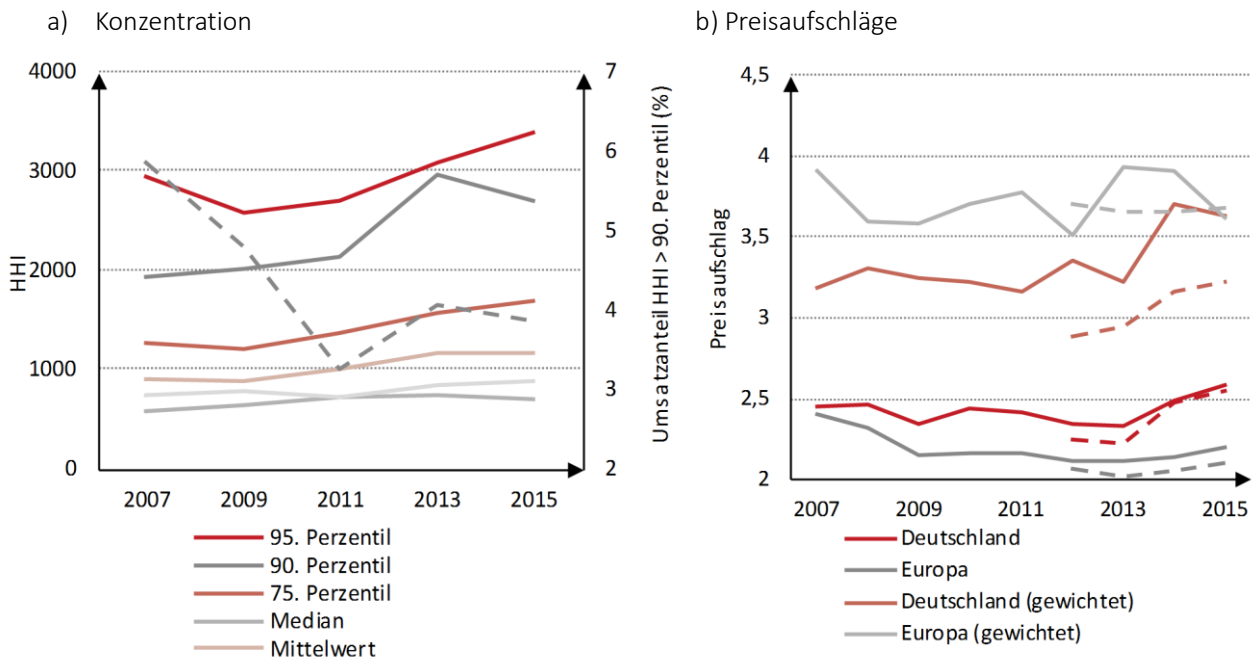 a) Konzentration
4000
3000
2000
1000
0
HHI
7
6
5
4
3
2
Umsatzanteil HHI > 90. Perzentil (%)
2007 2009 2011 2013 2015
95. Perzentil
90. Perzentil
75. Perzentil
Median
Mittelwert
b) Preisaufschläge
4,5
4
3,5
3
2,5
2
Preisaufschlag
2007 2009 2011 2013 2015
Deutschland
Europa
Deutschland (gewichtet)
Europa (gewichtet)